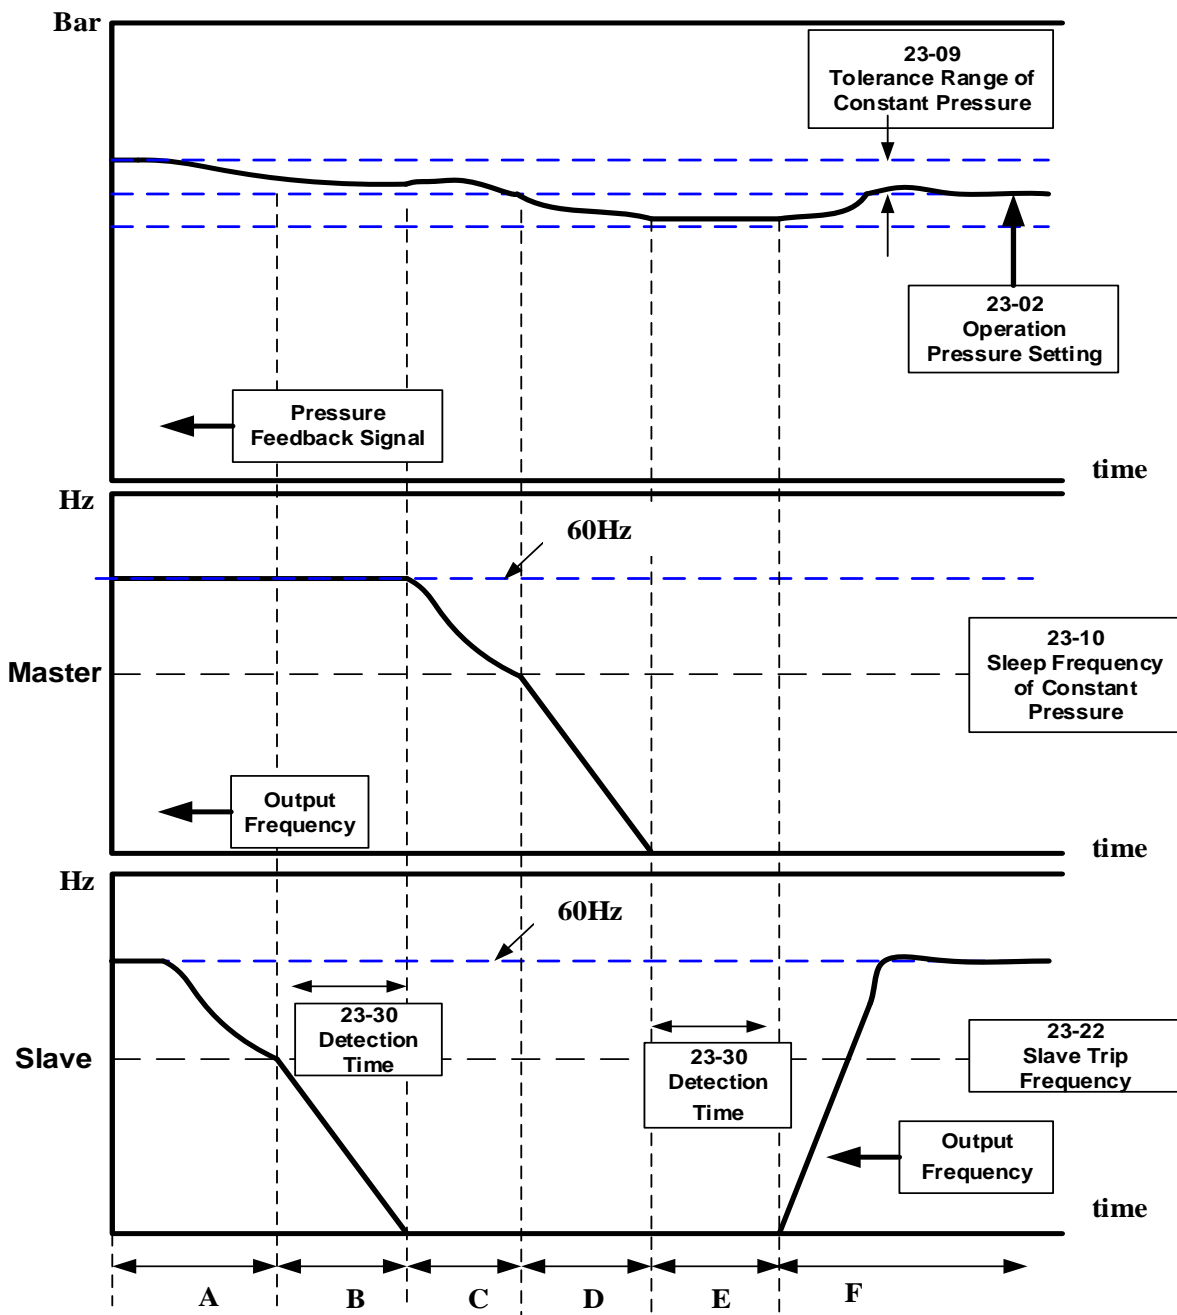 Bar
23-09
Tolerance Range of
Constant Pressure
23-02
Operation
Pressure Setting
Pressure
Feedback Signal
time
Hz
60Hz
23-10
Sleep Frequency
of Constant
Pressure
Master
Output
Frequency
time
Hz
60Hz
23-30
Detection
Time
23-22
Slave Trip
Frequency
Slave
23-30
Detection
Time
Output
Frequency
time
A B C D E F